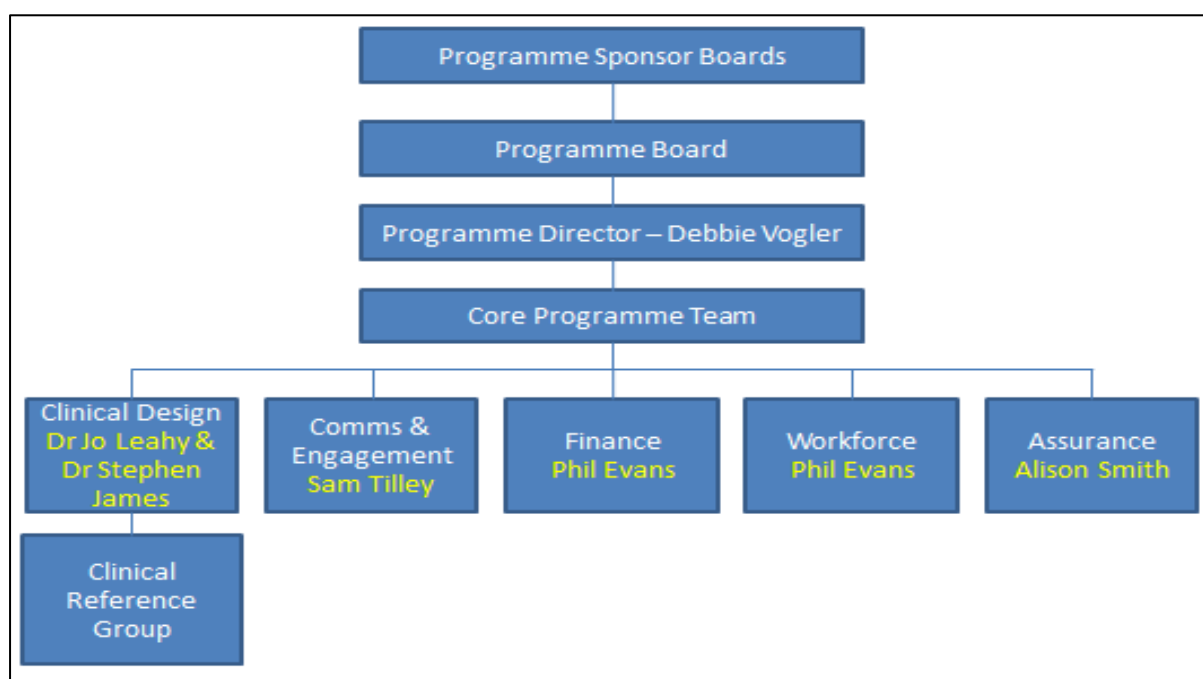 Programme Sponsor Boards
Programme Board
Programme Director – Debbie Vogler
Core Programme Team
Clinical Design
Dr Jo Leahy &
Dr Stephen
James
Comms &
Engagement
Sam Tilley
Finance
Phil Evans
Workforce
Phil Evans
Assurance
Alison Smith
Clinical
Reference
Group